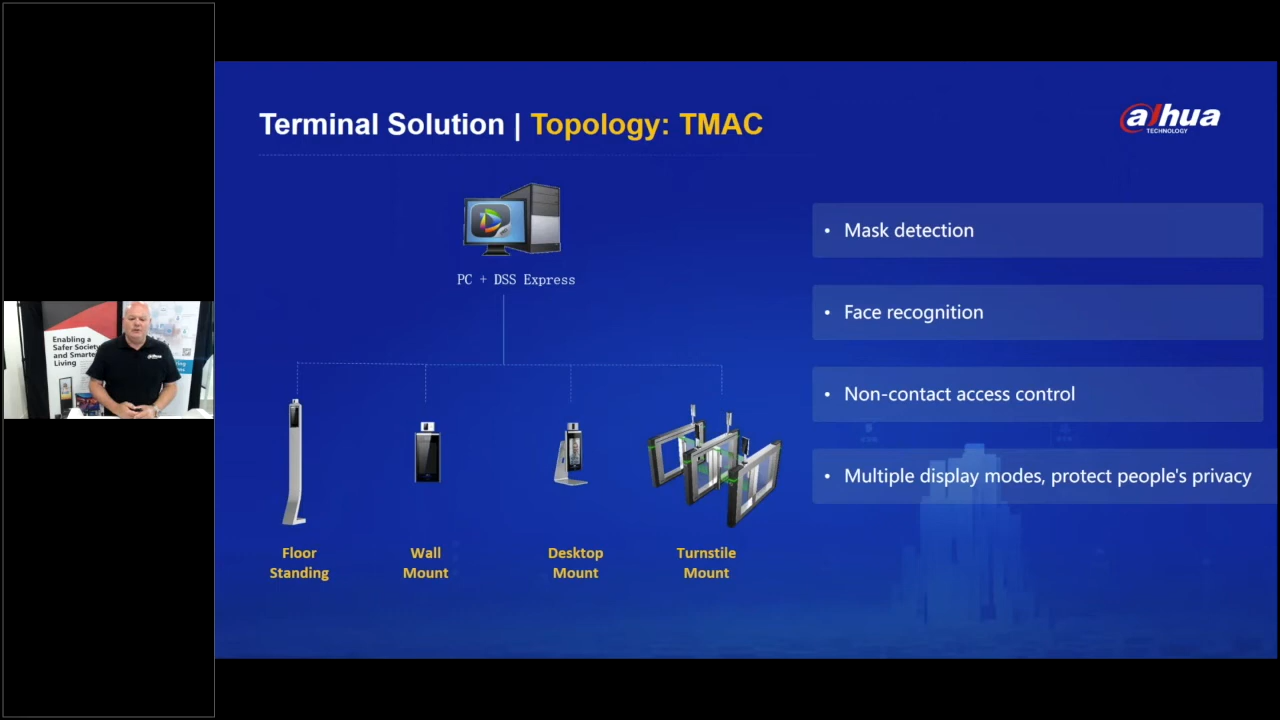 Terminal Solution | Topology: TMAC
alhua
TECHNOLOGY
PC + DSS Express
Floor
Standing
Wall
Mount
Desktop
Mount
Turnstile
Mount
• Mask detection
• Face recognition
• Non-contact access control
• Multiple display modes, protect people's privacy
Enabling a
Safer Society
and Smarter
Living